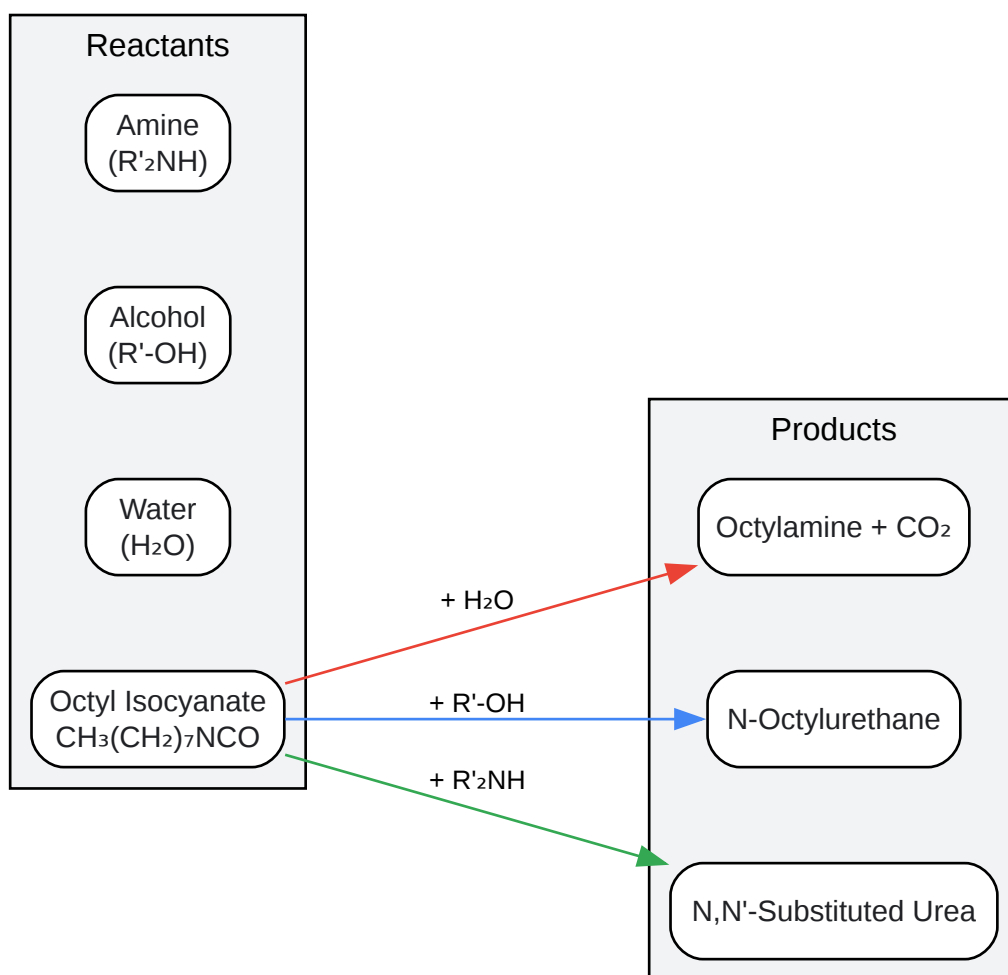 Reactants
Amine
(R'₂NH)
Alcohol
(R'-OH)
Water
(H₂O)
Octyl Isocyanate
CH₃(CH₂)₇NCO
+ H₂O
+ R'-OH
+ R'₂NH
Products
Octylamine + CO₂
N-Octylurethane
N,N'-Substituted Urea